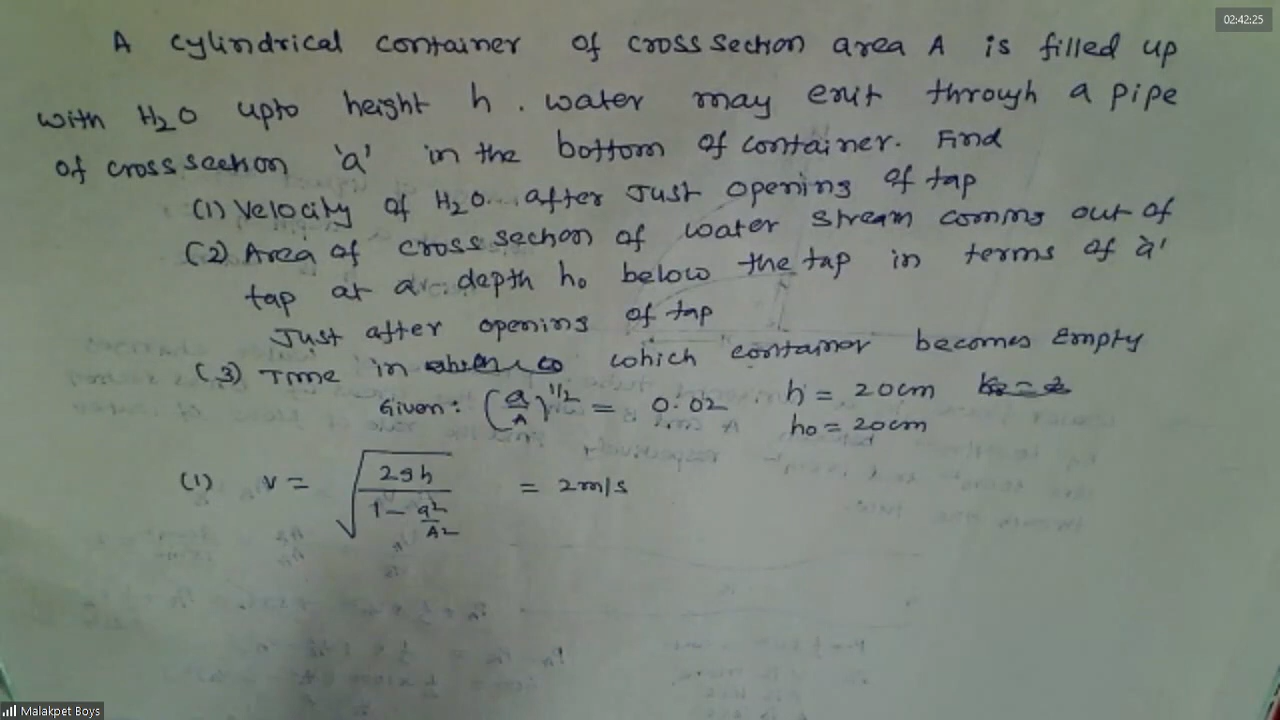 02:42:25
A cylindrical container of cross section area A is filled up
with H2O upto height h. water may exit through a pipe
of cross section 'a' in the bottom of container. Find
(1) Velocity of H2O after Just opening of tap
(2) Area of cross section of water stream coming out of
tap at a depth h₀ below the tap in terms of 'a'
Just after opening of tap
(3) Time in which container becomes Empty
Given: (a/A)^1/2 = 0.02 h = 20cm
h₀ = 20cm
(1) v = √(2gh / (1 - a²/A²)) = 2m/s
Malakpet Boys